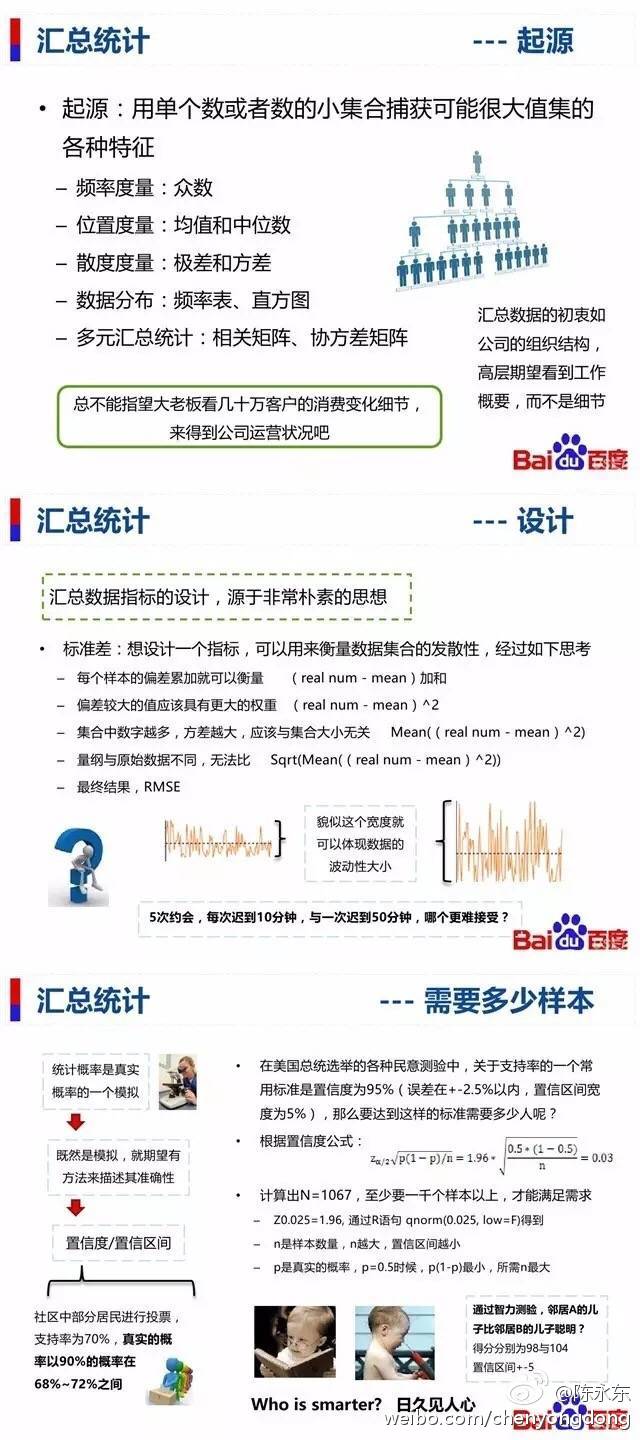 汇总统计
--- 起源
• 起源：用单个数或者数的小集合捕获可能很大值集的
各种特征
– 频率度量：众数
– 位置度量：均值和中位数
– 散度度量：极差和方差
– 数据分布：频率表、直方图
– 多元汇总统计：相关矩阵、协方差矩阵
汇总数据的初衷如
公司的组织结构，
高层期望看到工作
概要，而不是细节
总不能指望大老板看几十万客户的消费变化细节，
来得到公司运营状况吧
Bai du 百度
汇总统计
--- 设计
汇总数据指标的设计，源于非常朴素的思想
• 标准差：想设计一个指标，可以用来衡量数据集合的发散性，经过如下思考
– 每个样本的偏差累加就可以衡量 （real num - mean）加和
– 偏差较大的值应该具有更大的权重 （real num - mean）^2
– 集合中数字越多，方差越大，应该与集合大小无关 Mean(（real num - mean）^2)
– 量纲与原始数据不同，无法比 Sqrt(Mean(（real num - mean）^2))
– 最终结果，RMSE
貌似这个宽度就
可以体现数据的
波动性大小
5次约会，每次迟到10分钟，与一次迟到50分钟，哪个更难接受？
Bai du 百度
汇总统计
--- 需要多少样本
统计概率是真实
概率的一个模拟
既然是模拟，就期望有
方法来描述其准确性
置信度/置信区间
社区中部分居民进行投票，
支持率为70%，真实的概
率以90%的概率在
68%~72%之间
• 在美国总统选举的各种民意测验中，关于支持率的一个常
用标准是置信度为95%（误差在+-2.5%以内，置信区间宽
度为5%），那么要达到这样的标准需要多少人呢？
• 根据置信度公式： z_{α/2}√p(1-p)/n = 1.96 * √(0.5*(1-0.5)/n) = 0.03
• 计算出N=1067，至少要一千个样本以上，才能满足需求
– Z0.025=1.96, 通过R语句 qnorm(0.025, low=F)得到
– n是样本数量，n越大，置信区间越小
– p是真实的概率，p=0.5时候，p(1-p)最小，所需n最大
通过智力测验，邻居A的儿
子比邻居B的儿子聪明？
得分分别为98与104
置信区间+-5
Who is smarter? 日久见人心
@陈永东
Bai du 百度
weibo.com/chenyongdong